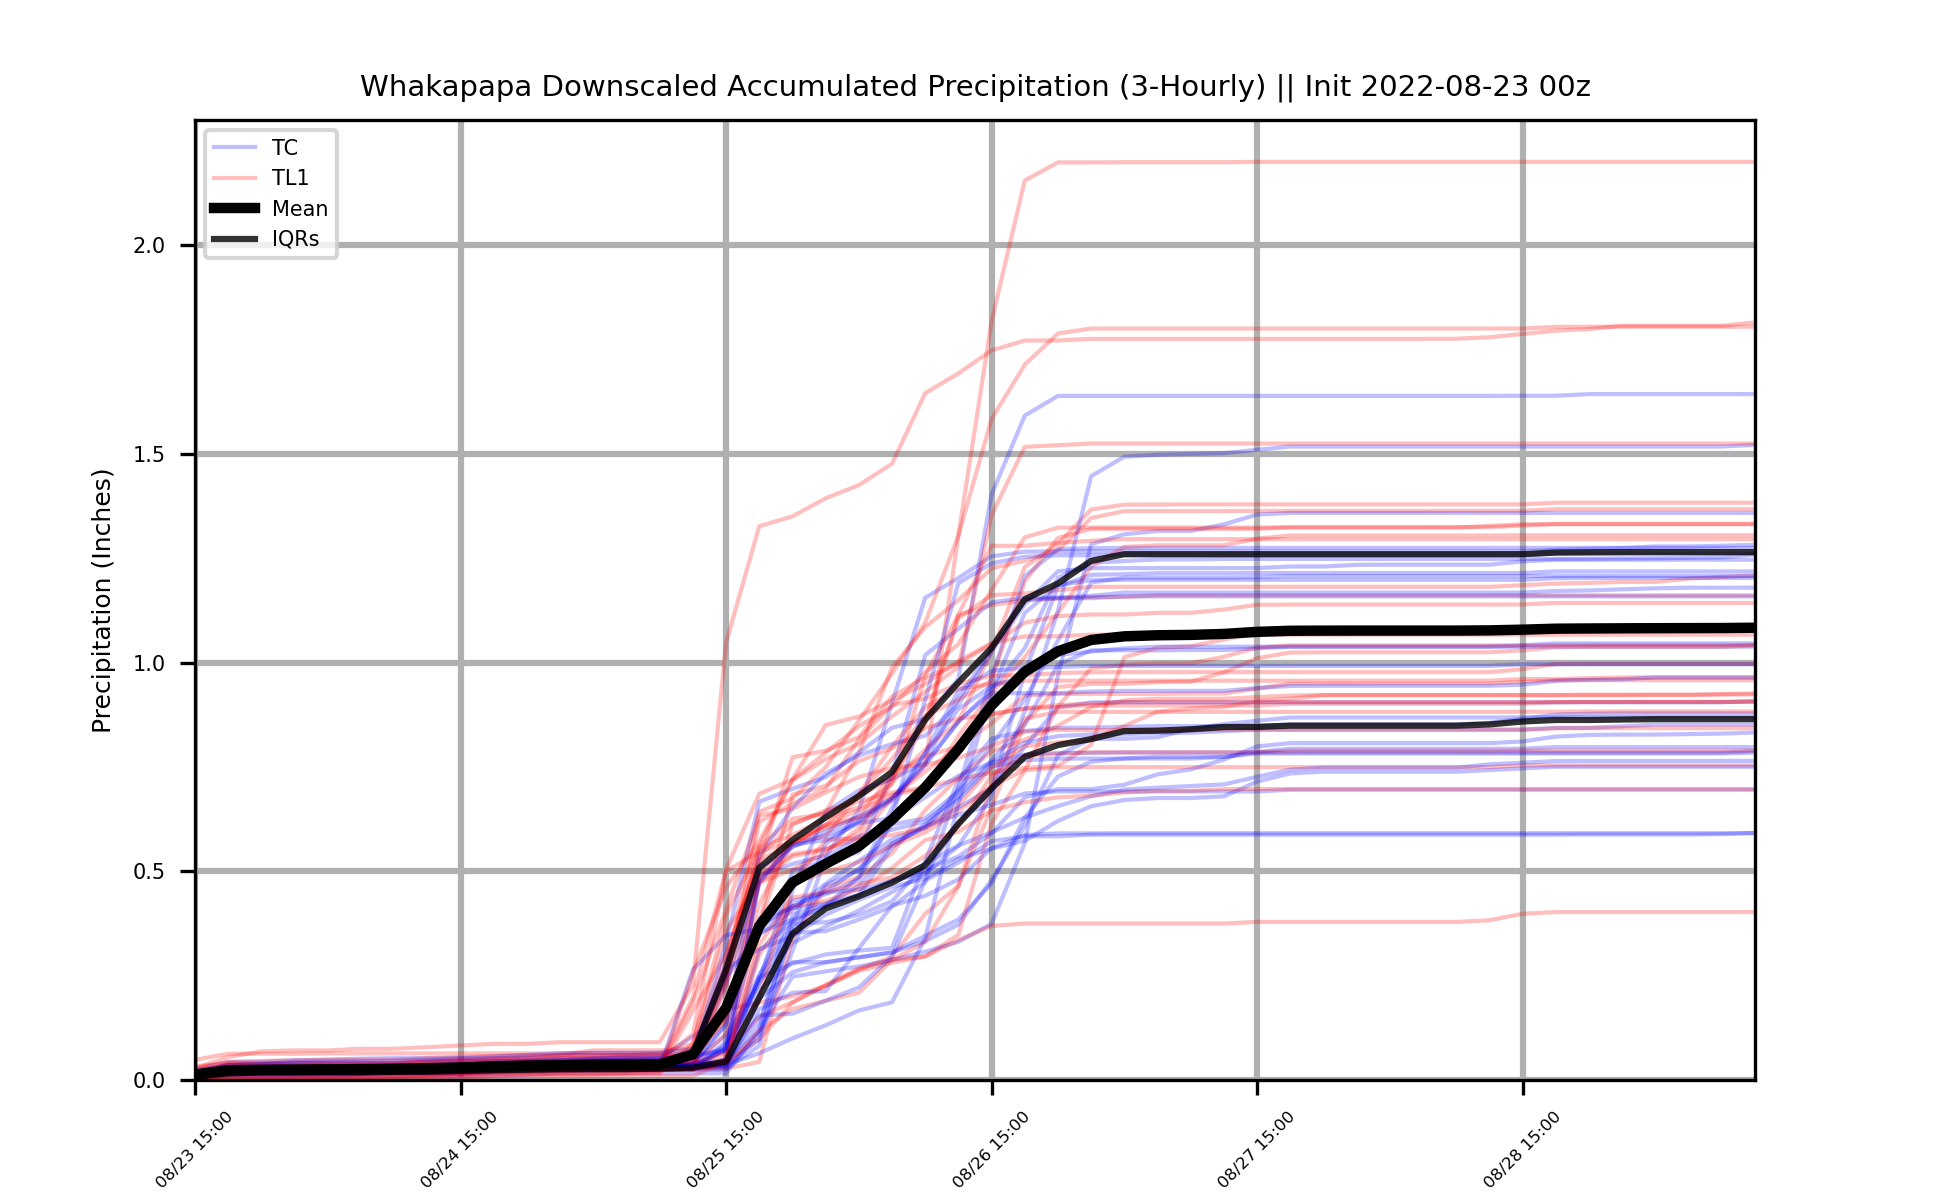 Whakapapa Downscaled Accumulated Precipitation (3-Hourly) || Init 2022-08-23 00z
TC
TL1
Mean
IQRs
Precipitation (Inches)
2.0
1.5
1.0
0.5
0.0
08/23 15:00
08/24 15:00
08/25 15:00
08/26 15:00
08/27 15:00
08/28 15:00